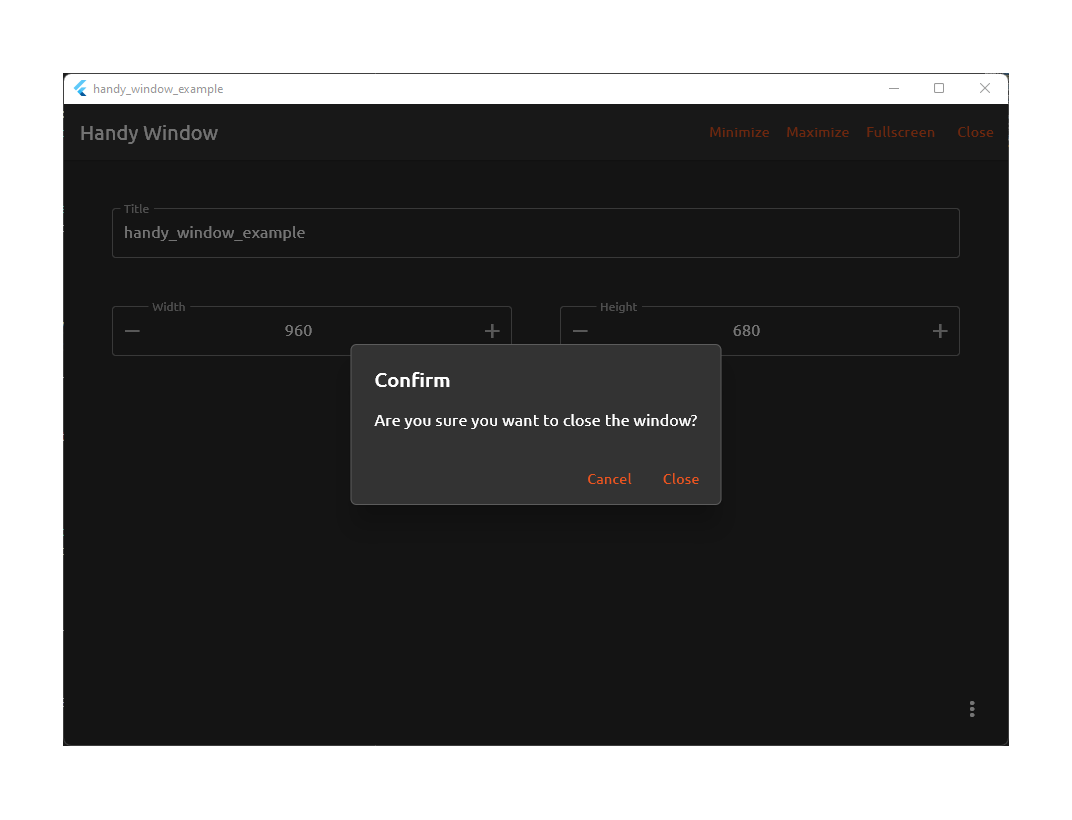 handy_window_example
Handy Window Minimize Maximize Fullscreen Close
Title
handy_window_example
Width Height
960 680
Confirm
Are you sure you want to close the window?
Cancel Close